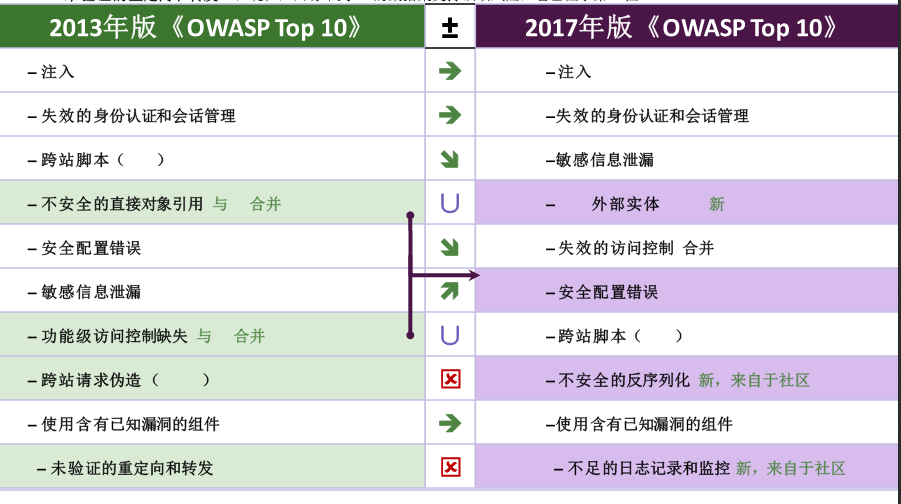 2013年版《OWASP Top 10》 ± 2017年版《OWASP Top 10》
– 注入 → –注入
– 失效的身份认证和会话管理 → –失效的身份认证和会话管理
– 跨站脚本（ ） ↘ –敏感信息泄漏
– 不安全的直接对象引用 与 合并 U – 外部实体 新
– 安全配置错误 ↘ –失效的访问控制 合并
– 敏感信息泄漏 ↗ –安全配置错误
– 功能级访问控制缺失 与 合并 U –跨站脚本（ ）
– 跨站请求伪造（ ） –不安全的反序列化 新，来自于社区
– 使用含有已知漏洞的组件 → –使用含有已知漏洞的组件
– 未验证的重定向和转发 – 不足的日志记录和监控 新，来自于社区